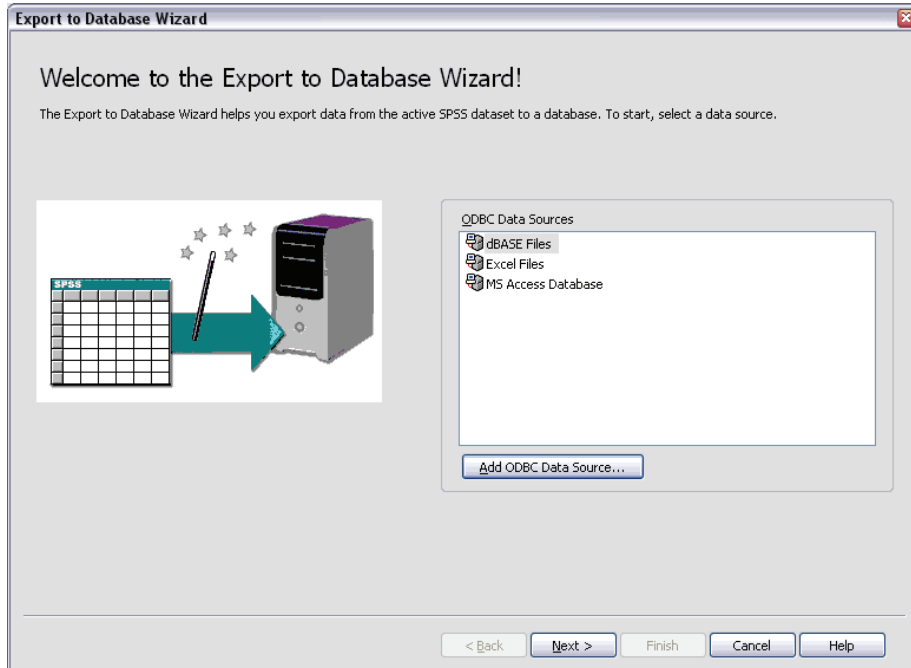 Export to Database Wizard
Welcome to the Export to Database Wizard!
The Export to Database Wizard helps you export data from the active SPSS dataset to a database. To start, select a data source.
SPSS
ODBC Data Sources
dBASE Files
Excel Files
MS Access Database
Add ODBC Data Source...
< Back Next > Finish Cancel Help